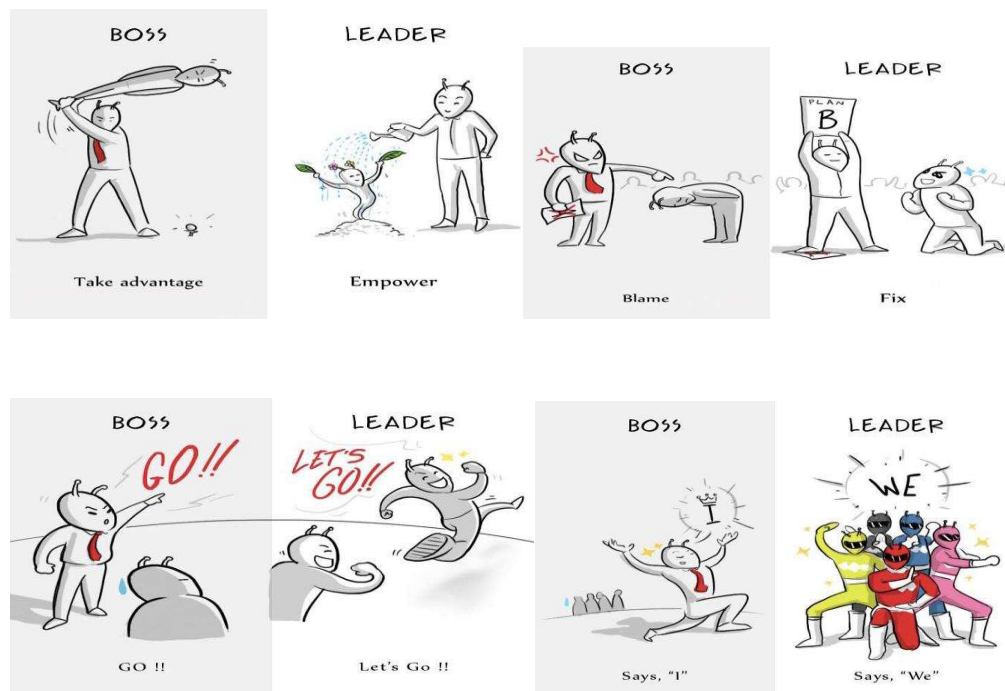 BOSS
Take advantage
LEADER
Empower
BOSS
Blame
LEADER
PLAN
B
Fix
BOSS
GO!!
GO !!
LEADER
LET'S
GO!!
Let's Go !!
BOSS
I
Says, "I"
LEADER
WE
Says, "We"